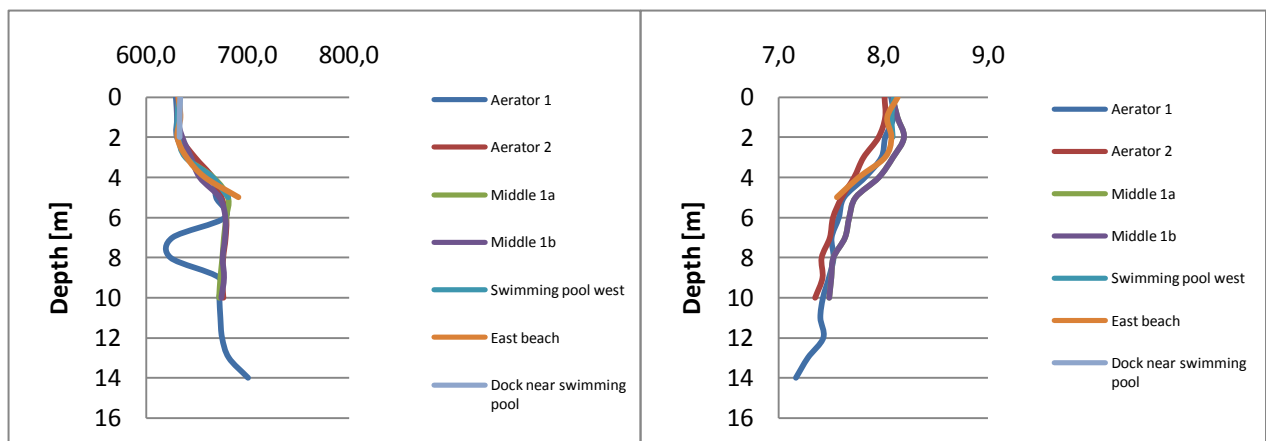 600,0 700,0 800,0
Depth [m]
0
2
4
6
8
10
12
14
16
Aerator 1
Aerator 2
Middle 1a
Middle 1b
Swimming pool west
East beach
Dock near swimming
pool
7,0 8,0 9,0
Depth [m]
0
2
4
6
8
10
12
14
16
Aerator 1
Aerator 2
Middle 1a
Middle 1b
Swimming pool west
East beach
Dock near swimming
pool